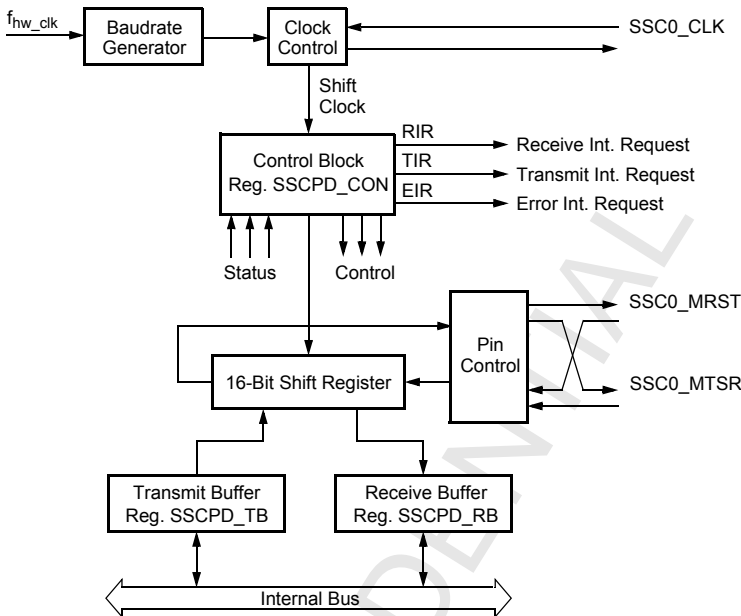 f_hw_clk
Baudrate
Generator
Clock
Control
SSC0_CLK
Shift
Clock
Control Block
Reg. SSCPD_CON
RIR
TIR
EIR
Receive Int. Request
Transmit Int. Request
Error Int. Request
Status
Control
SSC0_MRST
Pin
Control
SSC0_MTSR
16-Bit Shift Register
Transmit Buffer
Reg. SSCPD_TB
Receive Buffer
Reg. SSCPD_RB
Internal Bus
DENTIAL